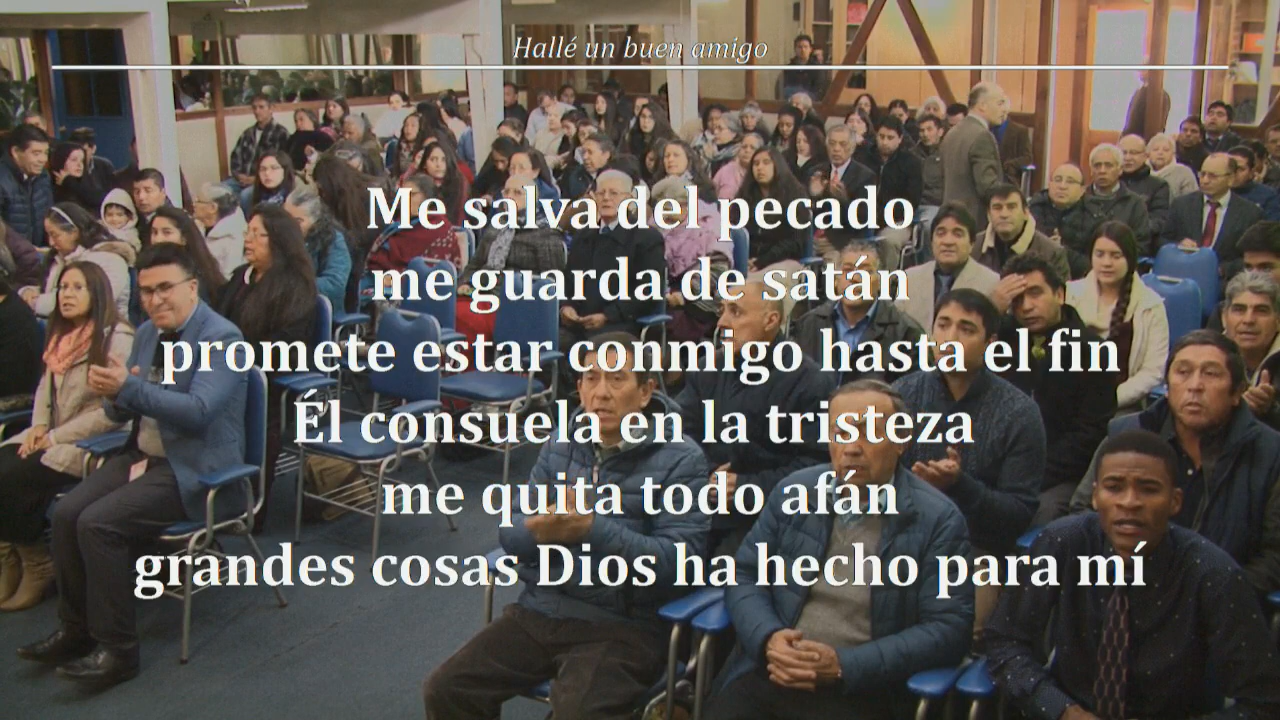 Hallé un buen amigo
Me salva del pecado
me guarda de satán
promete estar conmigo hasta el fin
Él consuela en la tristeza
me quita todo afán
grandes cosas Dios ha hecho para mí